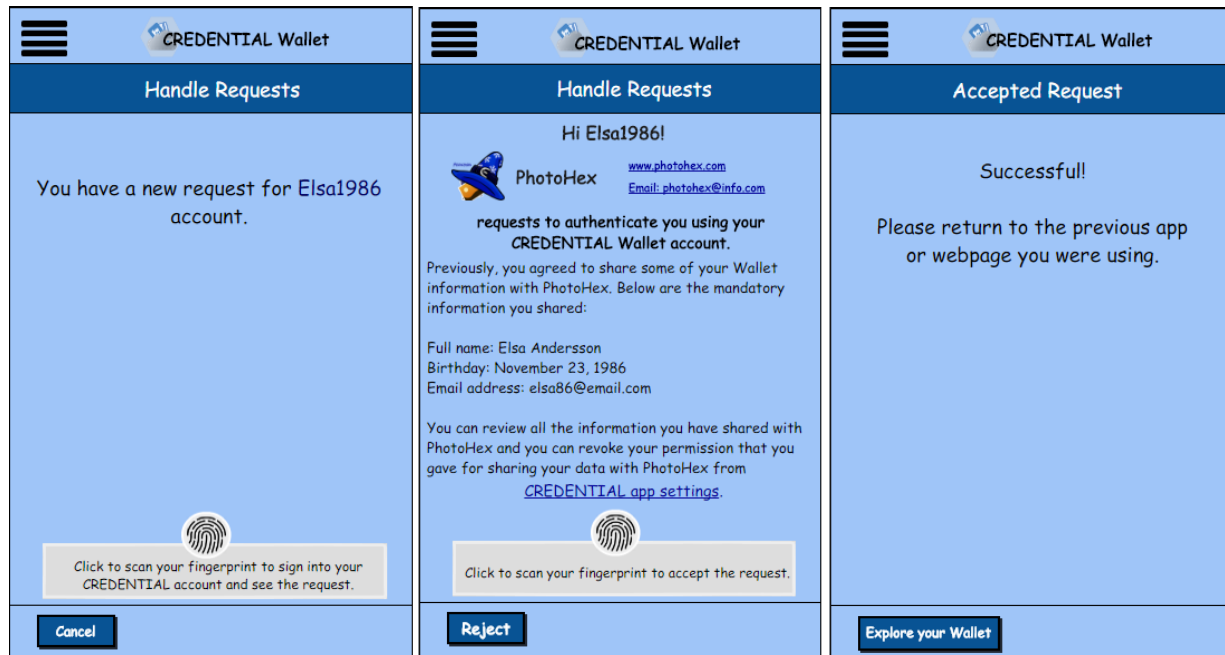 CREDENTIAL Wallet
Handle Requests
You have a new request for Elsa1986
account.
Click to scan your fingerprint to sign into your
CREDENTIAL account and see the request.
Cancel
CREDENTIAL Wallet
Handle Requests
Hi Elsa1986!
PhotoHex
www.photohex.com
Email: photohex@info.com
requests to authenticate you using your
CREDENTIAL Wallet account.
Previously, you agreed to share some of your Wallet
information with PhotoHex. Below are the mandatory
information you shared:
Full name: Elsa Andersson
Birthday: November 23, 1986
Email address: elsa86@email.com
You can review all the information you have shared with
PhotoHex and you can revoke your permission that you
gave for sharing your data with PhotoHex from
CREDENTIAL app settings.
Click to scan your fingerprint to accept the request.
Reject
CREDENTIAL Wallet
Accepted Request
Successful!
Please return to the previous app
or webpage you were using.
Explore your Wallet